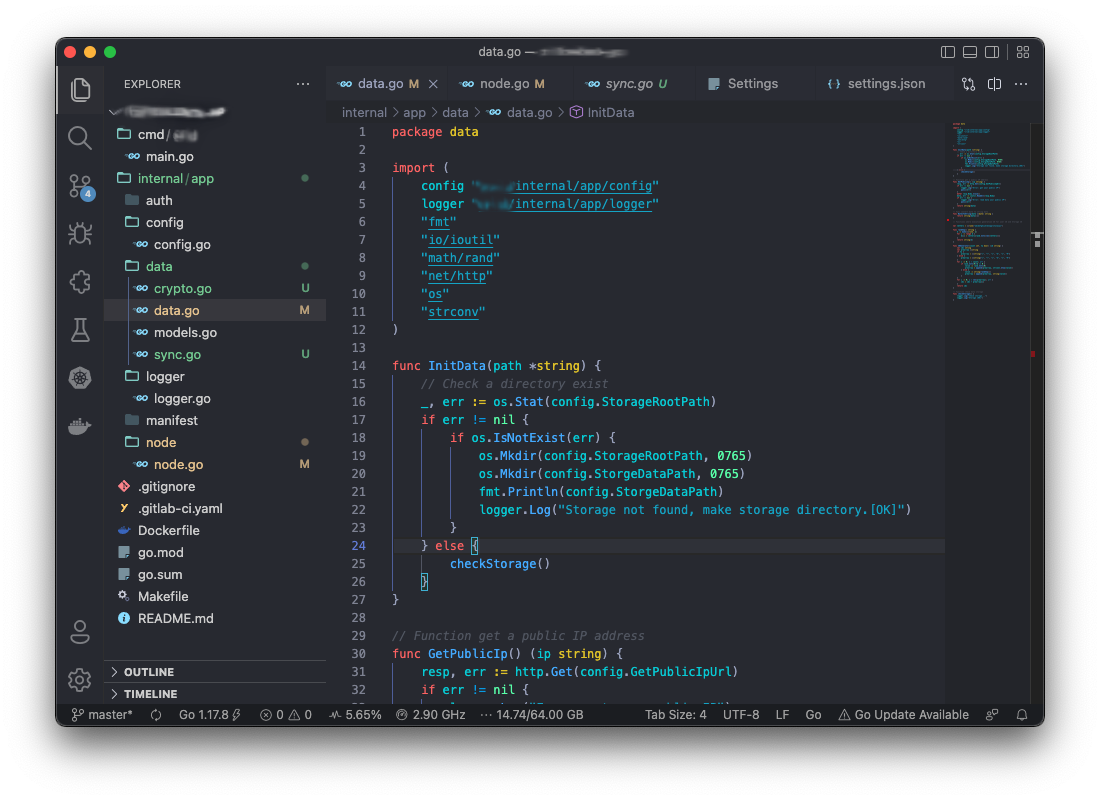 data.go —
EXPLORER
data.go M
node.go M
sync.go U
Settings
settings.json
internal > app > data > data.go > InitData
cmd /
main.go
internal / app
auth
config
config.go
data
crypto.go U
data.go M
models.go
sync.go U
logger
logger.go
manifest
node
node.go M
.gitignore
.gitlab-ci.yaml
Dockerfile
go.mod
go.sum
Makefile
README.md
OUTLINE
TIMELINE
1 package data
2
3 import (
4 config "/internal/app/config"
5 logger "/internal/app/logger"
6 "fmt"
7 "io/ioutil"
8 "math/rand"
9 "net/http"
10 "os"
11 "strconv"
12 )
13
14 func InitData(path *string) {
15 // Check a directory exist
16 _, err := os.Stat(config.StorageRootPath)
17 if err != nil {
18 if os.IsNotExist(err) {
19 os.Mkdir(config.StorageRootPath, 0765)
20 os.Mkdir(config.StorgeDataPath, 0765)
21 fmt.Println(config.StorgeDataPath)
22 logger.Log("Storage not found, make storage directory.[OK]")
23 }
24 } else {
25 checkStorage()
26 }
27 }
28
29 // Function get a public IP address
30 func GetPublicIp() (ip string) {
31 resp, err := http.Get(config.GetPublicIpUrl)
32 if err != nil {
4
master* Go 1.17.8 0 0 5.65% 2.90 GHz 14.74/64.00 GB Tab Size: 4 UTF-8 LF Go Go Update Available